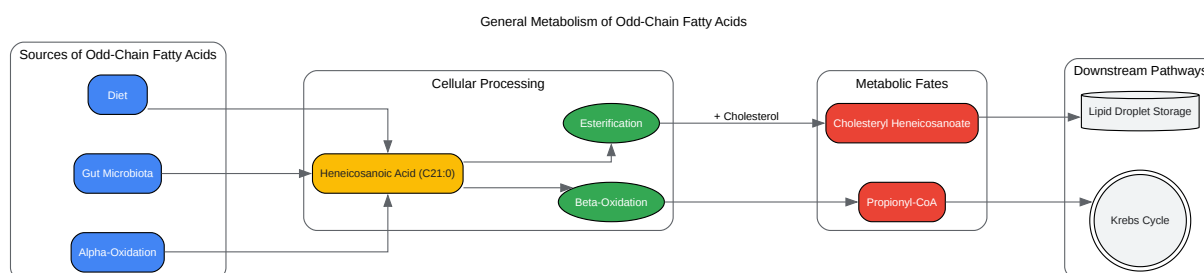 General Metabolism of Odd-Chain Fatty Acids
Sources of Odd-Chain Fatty Acids
Diet
Gut Microbiota
Alpha-Oxidation
Cellular Processing
Heneicosanoic Acid (C21:0)
Esterification
Beta-Oxidation
+ Cholesterol
Metabolic Fates
Cholesteryl Heneicosanoate
Propionyl-CoA
Downstream Pathways
Lipid Droplet Storage
Krebs Cycle